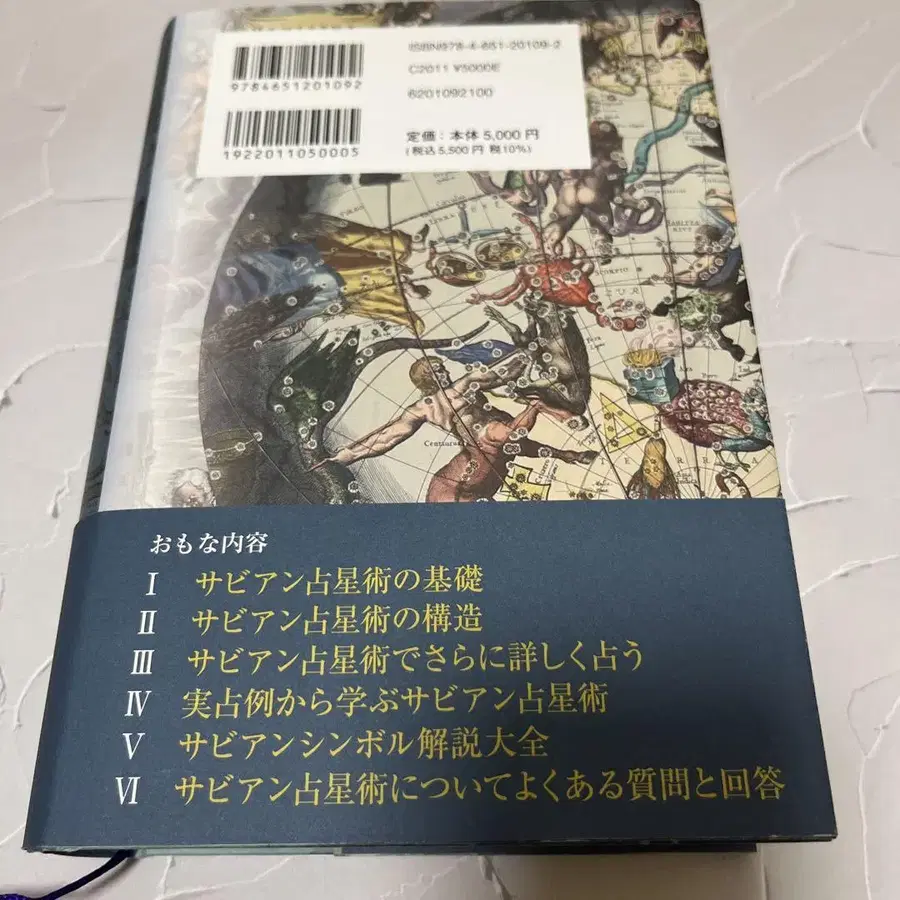 ISBN978-4-651-20109-2
C2011 ¥5000E
9784651201092
6201092100
定価：本体 5,000 円
(税込5,500 円 税10%)
1922011050005
SCORPIO
Centaurus
おもな内容
Ⅰ サビアン占星術の基礎
Ⅱ サビアン占星術の構造
Ⅲ サビアン占星術でさらに詳しく占う
Ⅳ 実占例から学ぶサビアン占星術
Ⅴ サビアンシンボル解説大全
Ⅵ サビアン占星術についてよくある質問と回答